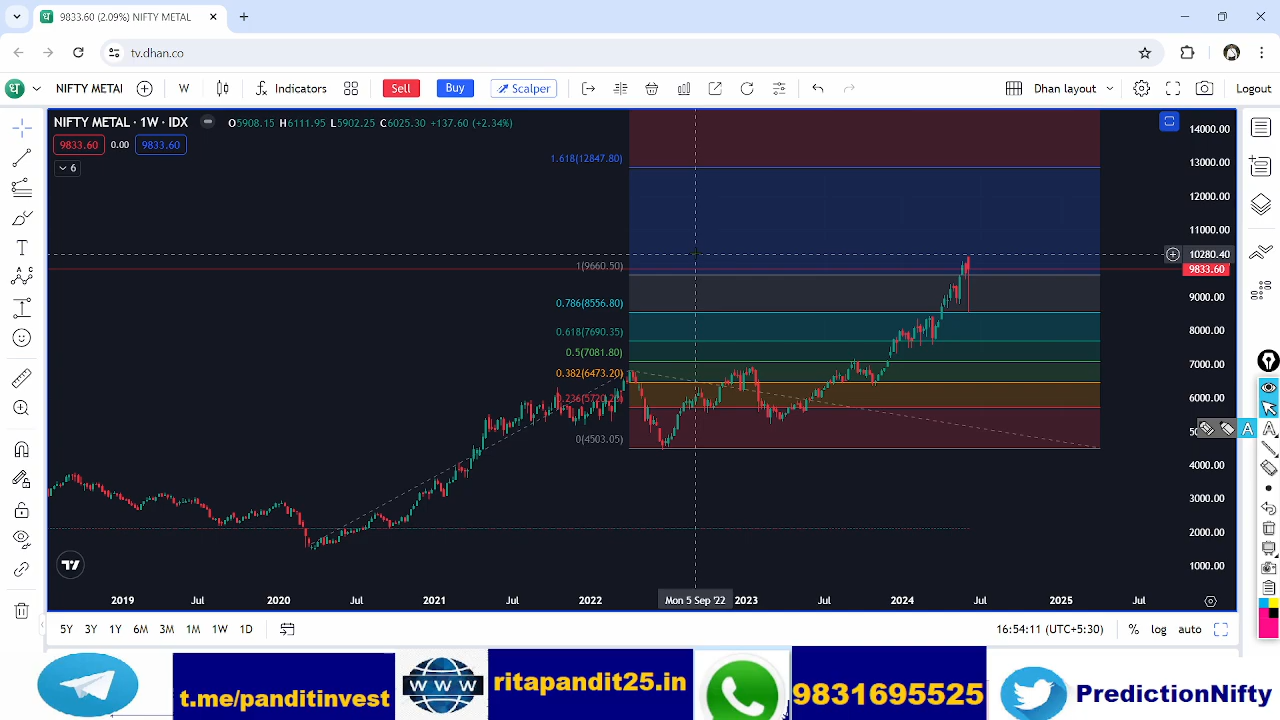 9833.60 (2.09%) NIFTY METAL
tv.dhan.co
NIFTY METAL
W
Indicators
Sell
Buy
Scalper
Dhan layout
Logout
NIFTY METAL · 1W · IDX
O5908.15 H6111.95 L5902.25 C6025.30 +137.60 (+2.34%)
9833.60 0.00 9833.60
6
1.618(12847.80)
1(9660.50)
0.786(8556.80)
0.618(7690.35)
0.5(7081.80)
0.382(6473.20)
0(4503.05)
14000.00
13000.00
12000.00
11000.00
10280.40
9833.60
9000.00
8000.00
7000.00
6000.00
4000.00
3000.00
2000.00
1000.00
2019 Jul 2020 Jul 2021 Jul 2022 Mon 5 Sep '22 2023 Jul 2024 Jul 2025 Jul
5Y 3Y 1Y 6M 3M 1M 1W 1D
16:54:11 (UTC+5:30) % log auto
t.me/panditinvest
WWW
ritapandit25.in
9831695525
PredictionNifty